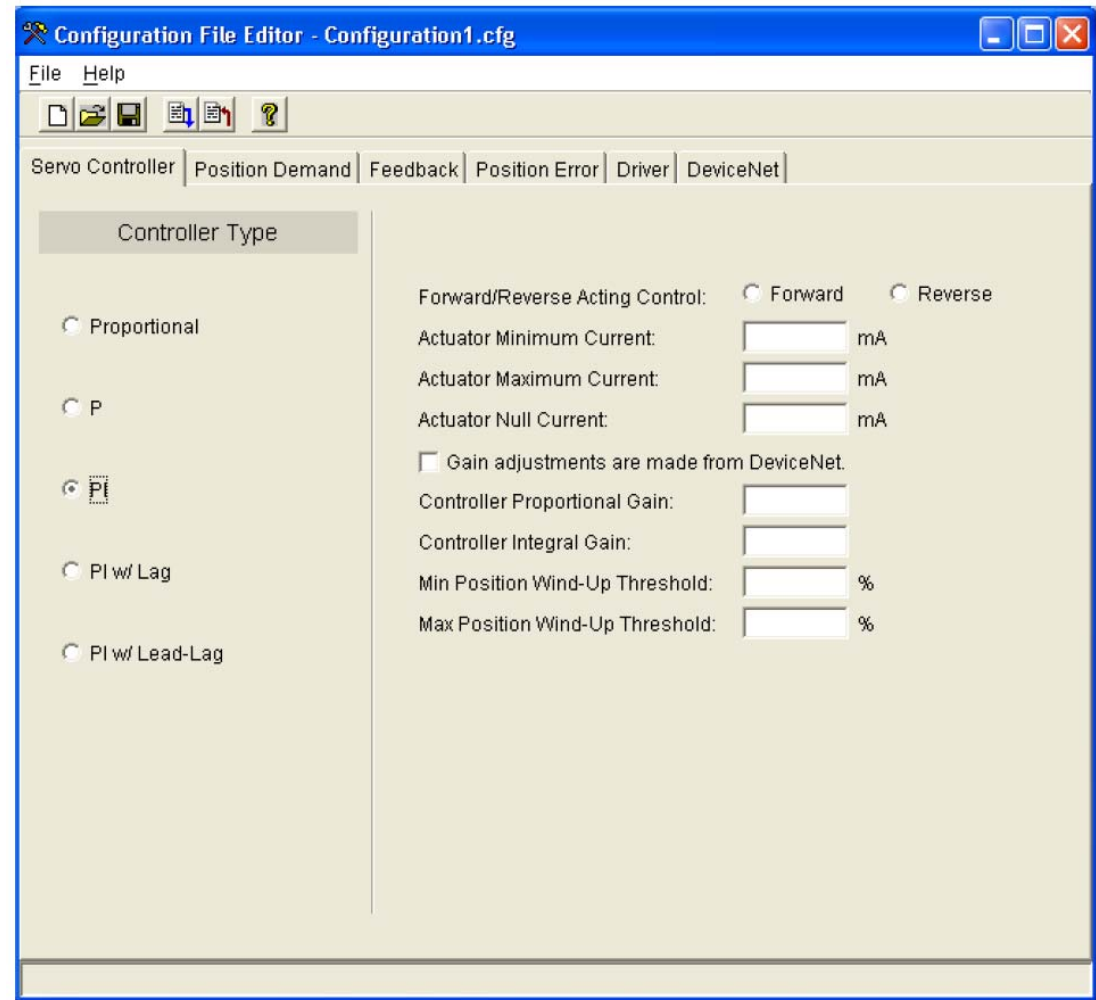 Configuration File Editor - Configuration1.cfg
File Help
Servo Controller Position Demand Feedback Position Error Driver DeviceNet
Controller Type
Proportional
P
PI
PI w/ Lag
PI w/ Lead-Lag
Forward/Reverse Acting Control: Forward Reverse
Actuator Minimum Current: mA
Actuator Maximum Current: mA
Actuator Null Current: mA
Gain adjustments are made from DeviceNet.
Controller Proportional Gain:
Controller Integral Gain:
Min Position Wind-Up Threshold: %
Max Position Wind-Up Threshold: %